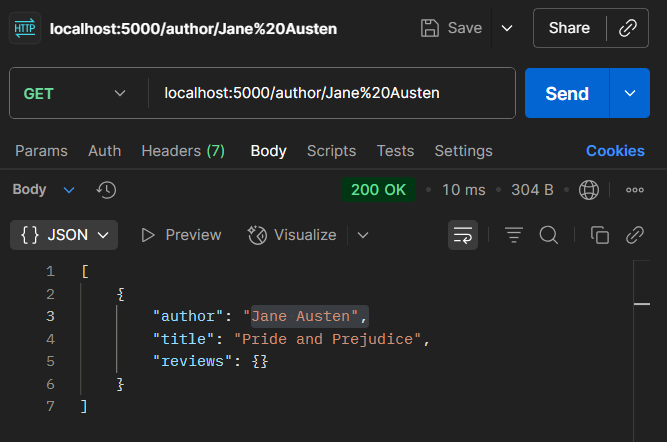 HTTP localhost:5000/author/Jane%20Austen Save Share
GET localhost:5000/author/Jane%20Austen Send
Params Auth Headers (7) Body Scripts Tests Settings Cookies
Body 200 OK • 10 ms • 304 B •
{} JSON Preview Visualize
1 [
2 {
3 "author": "Jane Austen",
4 "title": "Pride and Prejudice",
5 "reviews": {}
6 }
7 ]